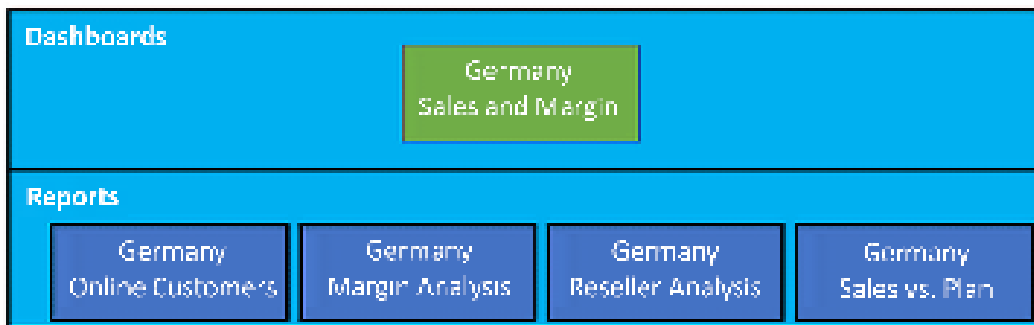 Dashboards
Germany
Sales and Margin
Reports
Germany
Online Customers
Germany
Margin Analysis
Germany
Reseller Analysis
Germany
Sales vs. Plan